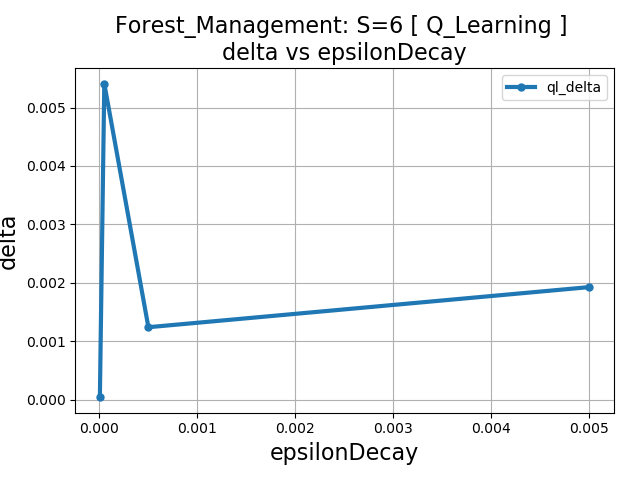 Forest_Management: S=6 [ Q_Learning ]
delta vs epsilonDecay
ql_delta
delta
0.005
0.004
0.003
0.002
0.001
0.000
0.000 0.001 0.002 0.003 0.004 0.005
epsilonDecay